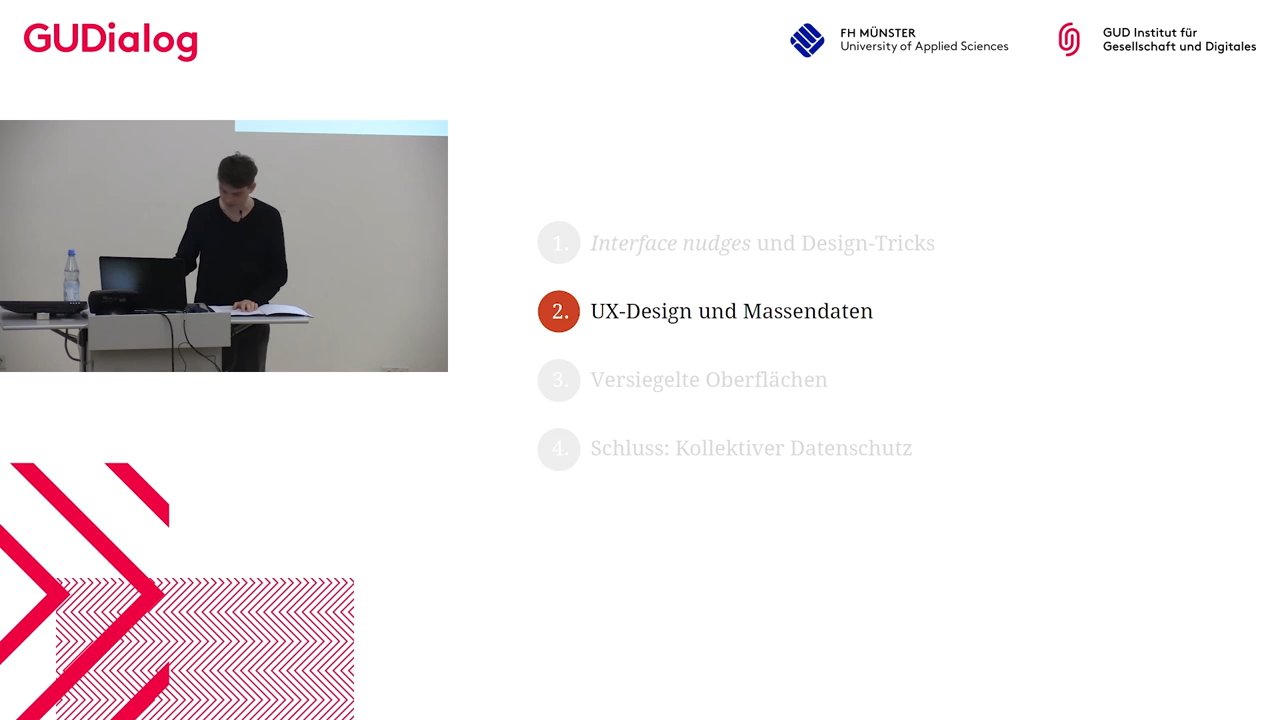 GUDialog
FH MÜNSTER
University of Applied Sciences
GUD Institut für
Gesellschaft und Digitales
1. Interface nudges und Design-Tricks
2. UX-Design und Massendaten
3. Versiegelte Oberflächen
4. Schluss: Kollektiver Datenschutz